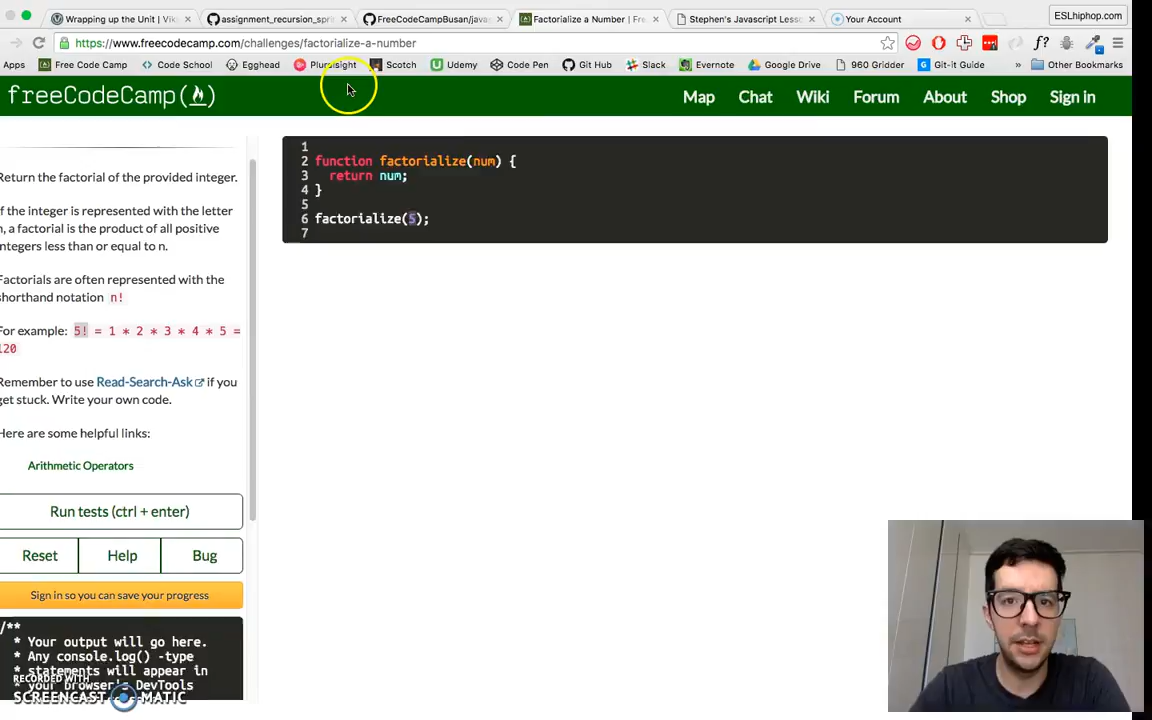 Wrapping up the Unit | Vik
assignment_recursion_spri
FreeCodeCampBusan/javas
Factorialize a Number | Fre
Stephen's Javascript Lesso
Your Account
ESLhiphop.com
https://www.freecodecamp.com/challenges/factorialize-a-number
Apps
Free Code Camp
Code School
Egghead
Pluralsight
Scotch
Udemy
Code Pen
Git Hub
Slack
Evernote
Google Drive
960 Gridder
Git-it Guide
»
Other Bookmarks
freeCodeCamp
Map
Chat
Wiki
Forum
About
Shop
Sign in
Return the factorial of the provided integer.
f the integer is represented with the letter
n, a factorial is the product of all positive
ntegers less than or equal to n.
Factorials are often represented with the
shorthand notation n!
For example: 5! = 1 * 2 * 3 * 4 * 5 =
120
Remember to use Read-Search-Ask if you
get stuck. Write your own code.
Here are some helpful links:
Arithmetic Operators
Run tests (ctrl + enter)
Reset
Help
Bug
Sign in so you can save your progress
/**
* Your output will go here.
* Any console.log() -type
* statements will appear in
* your browser's DevTools
RECORDED WITH
SCREENCAST MATIC
1
2 function factorialize(num) {
3 return num;
4 }
5
6 factorialize(5);
7